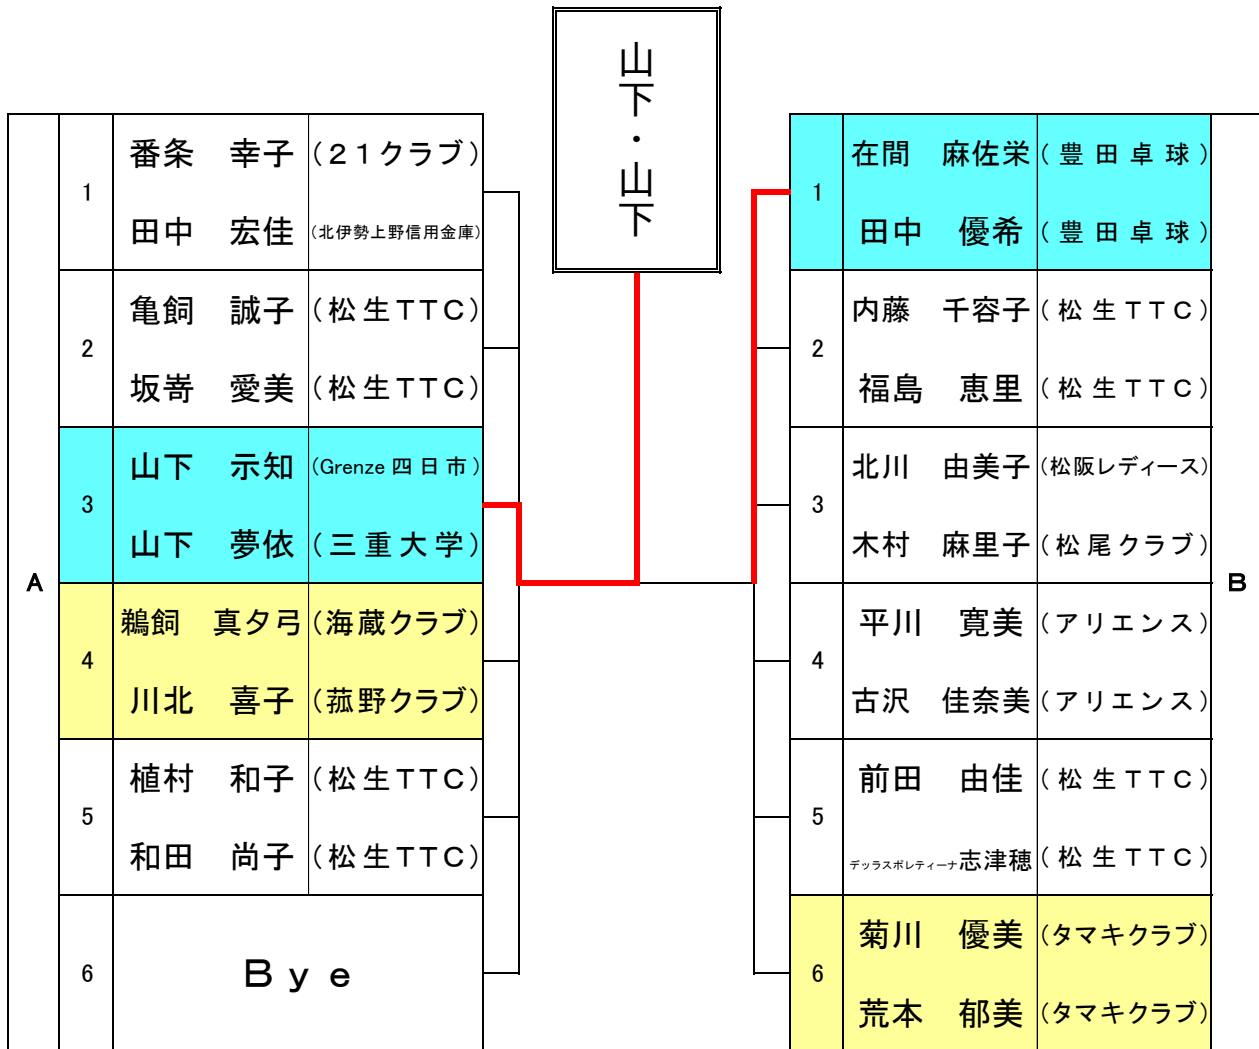 山下・山下
A
1
番条　幸子 (２１クラブ)
田中　宏佳 (北伊勢上野信用金庫)
2
亀飼　誠子 (松生ＴＴＣ)
坂嵜　愛美 (松生ＴＴＣ)
3
山下　示知 (Grenze四日市)
山下　夢依 (三重大学)
4
鵜飼　真夕弓 (海蔵クラブ)
川北　喜子 (菰野クラブ)
5
植村　和子 (松生ＴＴＣ)
和田　尚子 (松生ＴＴＣ)
6
Ｂｙｅ
B
1
在間　麻佐栄 (豊田卓球)
田中　優希 (豊田卓球)
2
内藤　千容子 (松生ＴＴＣ)
福島　恵里 (松生ＴＴＣ)
3
北川　由美子 (松阪レディース)
木村　麻里子 (松尾クラブ)
4
平川　寛美 (アリエンス)
古沢　佳奈美 (アリエンス)
5
前田　由佳 (松生ＴＴＣ)
デッラスポレティーナ志津穂 (松生ＴＴＣ)
6
菊川　優美 (タマキクラブ)
荒本　郁美 (タマキクラブ)